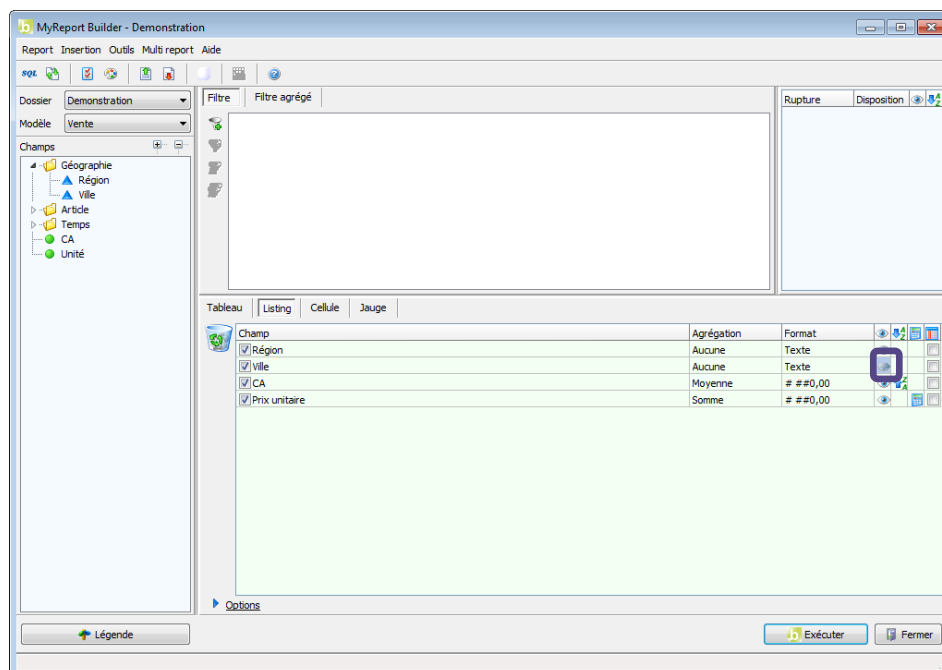 MyReport Builder - Demonstration
Report Insertion Outils Multi report Aide
SQL
Dossier Demonstration
Modèle Vente
Champs
Géographie
Région
Ville
Article
Temps
CA
Unité
Filtre Filtre agrégé
Rupture Disposition
Tableau Listing Cellule Jauge
Champ Agrégation Format
Région Aucune Texte
Ville Aucune Texte
CA Moyenne # ##0,00
Prix unitaire Somme # ##0,00
Options
Légende
Exécuter Fermer